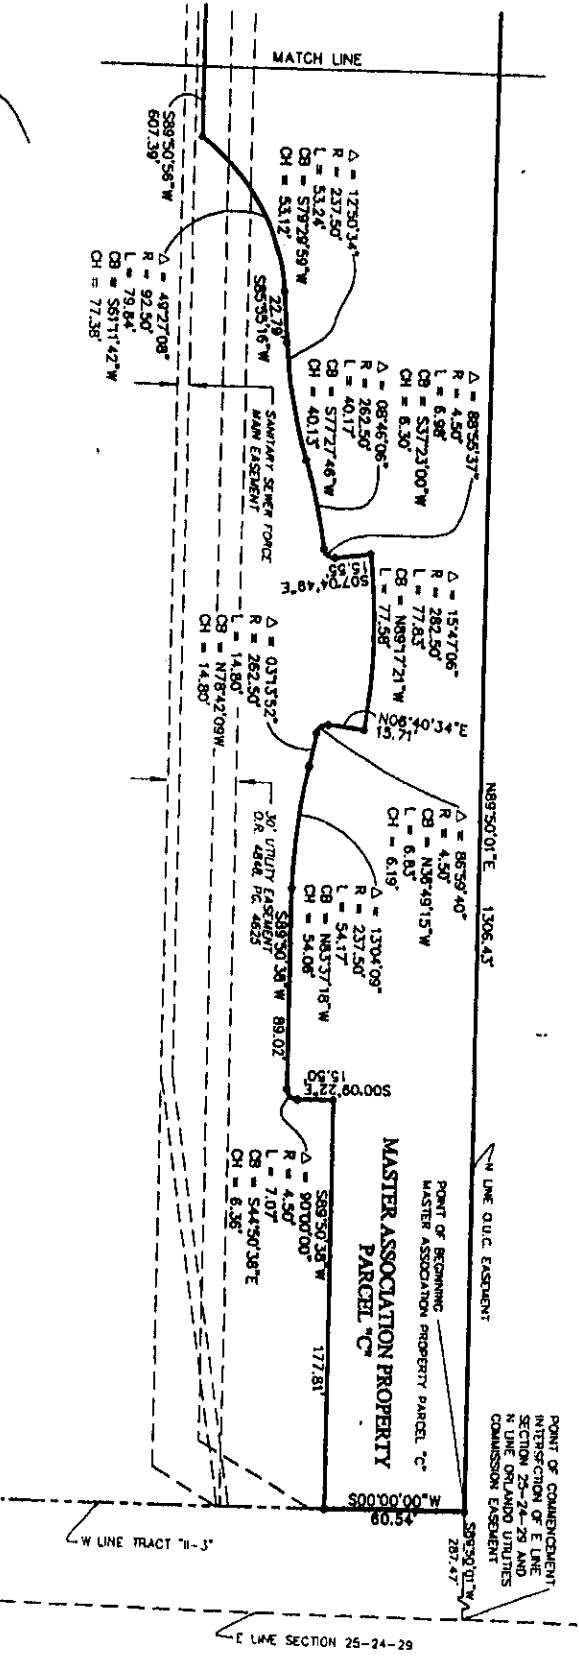 MATCH LINE
S89°50'56"W
607.39'
Δ = 12°50'34"
R = 237.50'
L = 53.24'
CB = S79°29'59"W
CH = 53.12'
Δ = 49°27'08"
R = 92.50'
L = 79.84'
CB = S61°11'42"W
CH = 77.38'
22.79'
S85°55'16"W
Δ = 88°55'37"
R = 4.50'
L = 6.98'
CB = S37°23'00"W
CH = 6.30'
Δ = 08°46'06"
R = 262.50'
L = 40.17'
CB = S77°27'46"W
CH = 40.13'
SANITARY SEWER FORCE
MAIN EASEMENT
S07°04'49"E
15.55'
Δ = 15°47'06"
R = 282.50'
L = 77.83'
CB = N89°17'21"W
L = 77.58'
N06°40'34"E
15.71'
Δ = 03°13'52"
R = 262.50'
L = 14.80'
CB = N78°42'09W
CH = 14.80'
Δ = 86°59'40"
R = 4.50'
L = 6.83'
CB = N36°49'15"W
CH = 6.19'
N89°50'01"E 1306.43'
30' UTILITY EASEMENT
O.R. 4848, PG. 4625
Δ = 13°04'09"
R = 237.50'
L = 54.17'
CB = N83°37'18"W
CH = 54.06'
S89°50'38"W 89.02'
S00°09'22"E
15.50'
Δ = 90°00'00"
R = 4.50'
L = 7.07'
CB = S44°50'38"E
CH = 6.36'
S89°50'38"W 177.81'
MASTER ASSOCIATION PROPERTY
PARCEL "C"
POINT OF BEGINNING
MASTER ASSOCIATION PROPERTY PARCEL "C"
N LINE O.U.C. EASEMENT
POINT OF COMMENCEMENT
INTERSECTION OF E LINE
SECTION 25-24-29 AND
N LINE ORLANDO UTILITIES
COMMISSION EASEMENT
S89°50'01"W
287.47'
S00°00'00"W
60.54'
W LINE TRACT "II-3"
E LINE SECTION 25-24-29